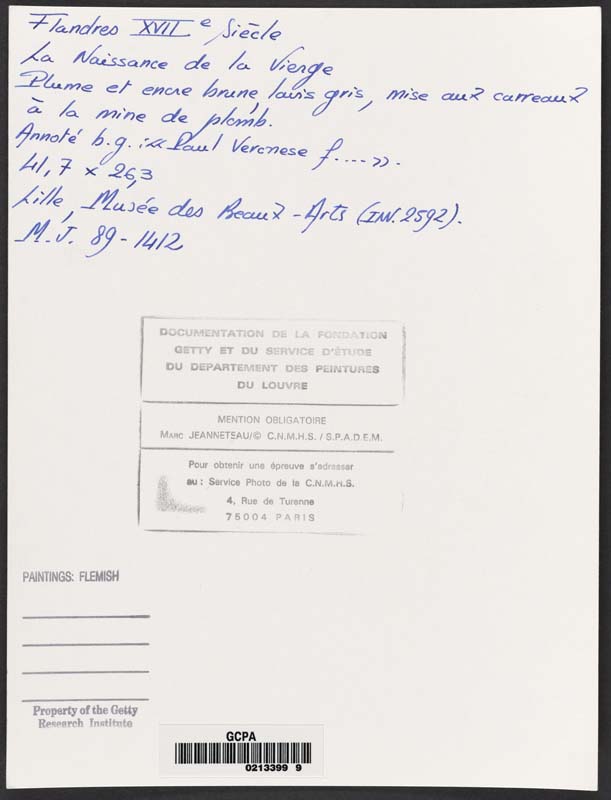 Flandres XVII e Siècle
La Naissance de la Vierge
Plume et encre brune, lavis gris, mise aux carreaux
à la mine de plomb.
Annoté b.g. : "Paul Veronese f....".
41,7 x 26,3
Lille, Musée des Beaux-Arts (INV. 2592).
M.J. 89-1412
DOCUMENTATION DE LA FONDATION
GETTY ET DU SERVICE D'ÉTUDE
DU DEPARTEMENT DES PEINTURES
DU LOUVRE
MENTION OBLIGATOIRE
MARC JEANNETEAU/© C.N.M.H.S. / S.P.A.D.E.M.
Pour obtenir une épreuve s'adresser
au : Service Photo de la C.N.M.H.S.
4, Rue de Turenne
75004 PARIS
PAINTINGS: FLEMISH
Property of the Getty
Research Institute
GCPA
0213399 9